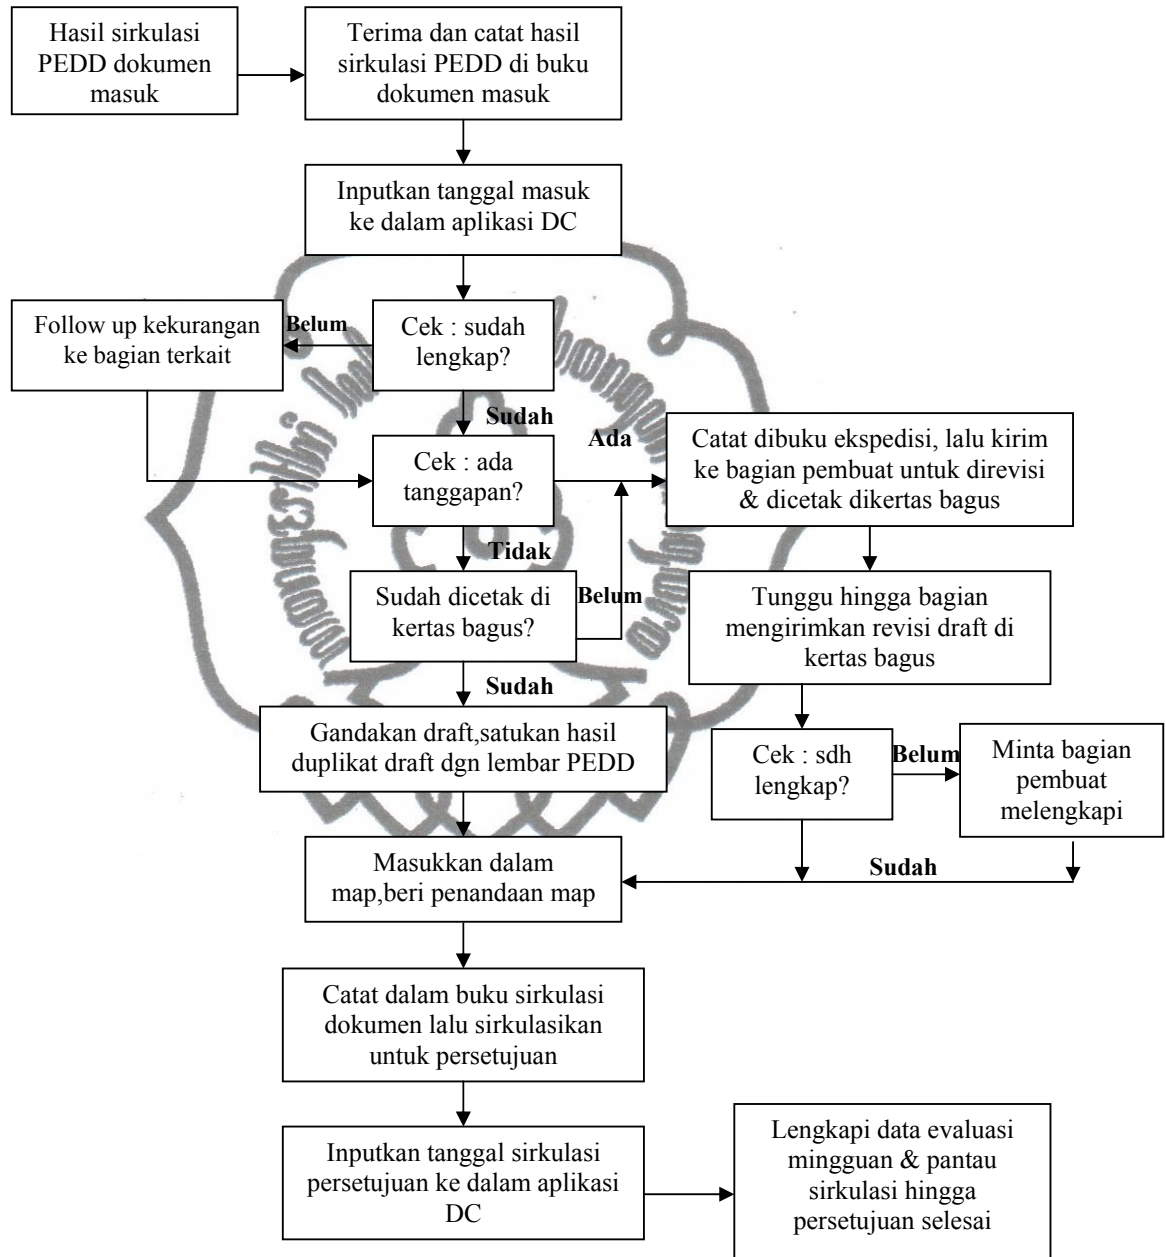 Hasil sirkulasi
PEDD dokumen
masuk
Terima dan catat hasil
sirkulasi PEDD di buku
dokumen masuk
Inputkan tanggal masuk
ke dalam aplikasi DC
Follow up kekurangan
ke bagian terkait
Belum
Cek : sudah
lengkap?
Sudah
Cek : ada
tanggapan?
Ada
Catat dibuku ekspedisi, lalu kirim
ke bagian pembuat untuk direvisi
& dicetak dikertas bagus
Tidak
Sudah dicetak di
kertas bagus?
Belum
Tunggu hingga bagian
mengirimkan revisi draft di
kertas bagus
Sudah
Gandakan draft,satukan hasil
duplikat draft dgn lembar PEDD
Cek : sdh
lengkap?
Belum
Minta bagian
pembuat
melengkapi
Sudah
Masukkan dalam
map,beri penandaan map
Catat dalam buku sirkulasi
dokumen lalu sirkulasikan
untuk persetujuan
Inputkan tanggal sirkulasi
persetujuan ke dalam aplikasi
DC
Lengkapi data evaluasi
mingguan & pantau
sirkulasi hingga
persetujuan selesai